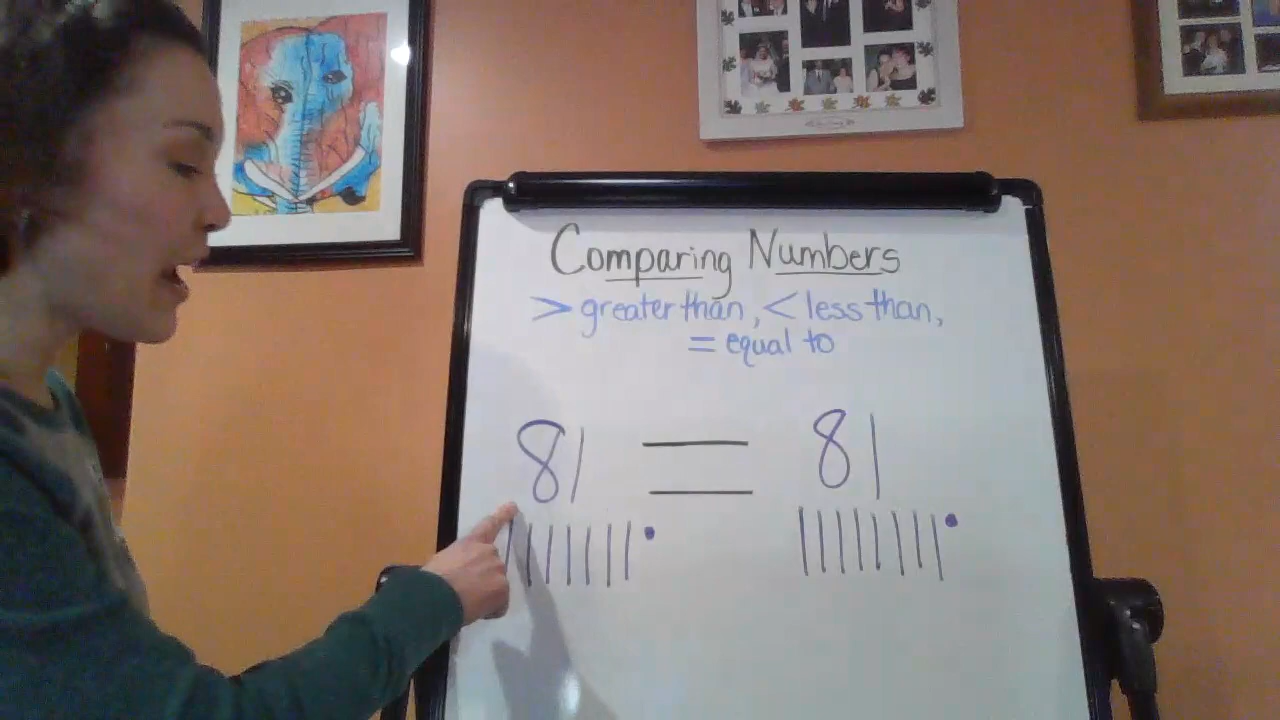 Comparing Numbers
> greater than, < less than,
= equal to
81 = 81